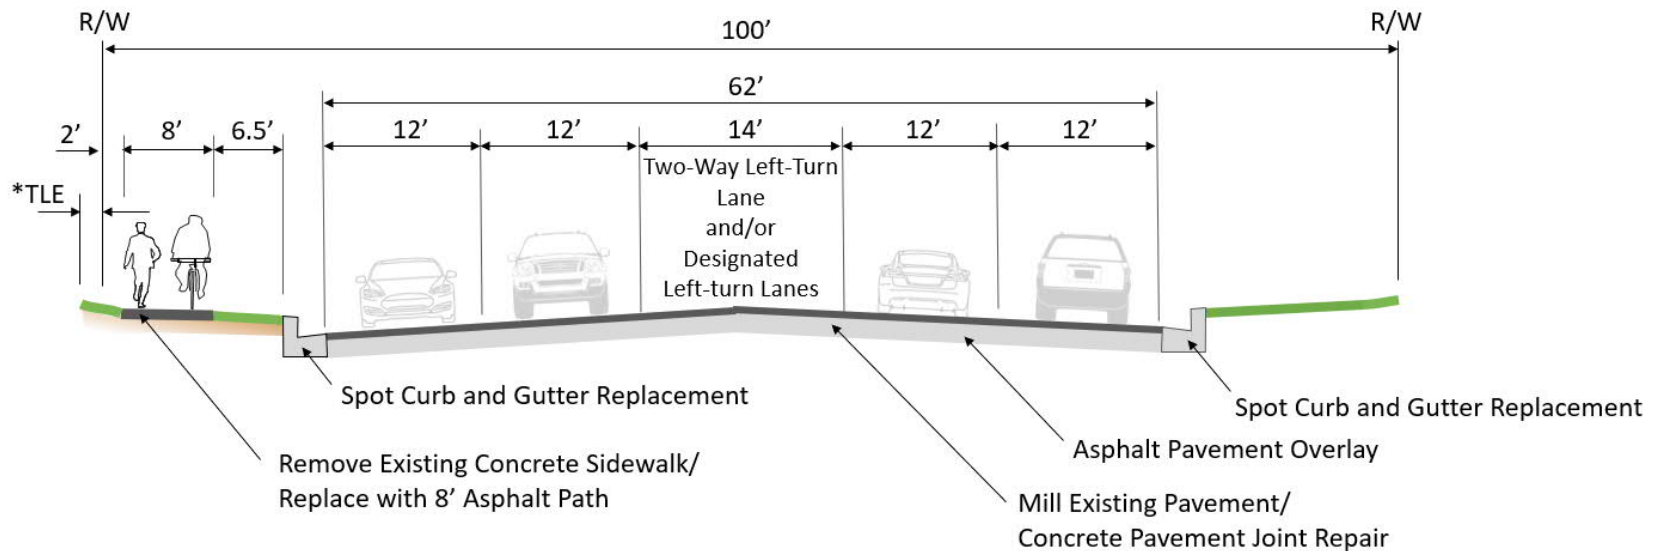 R/W
R/W
100’
62’
2’
8’
6.5’
12’
12’
14’
12’
12’
*TLE
Two-Way Left-Turn
Lane
and/or
Designated
Left-turn Lanes
Spot Curb and Gutter Replacement
Spot Curb and Gutter Replacement
Asphalt Pavement Overlay
Remove Existing Concrete Sidewalk/
Replace with 8’ Asphalt Path
Mill Existing Pavement/
Concrete Pavement Joint Repair